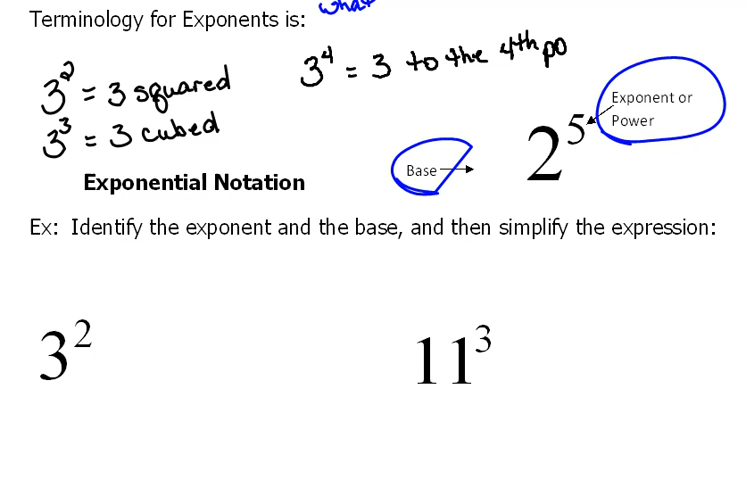 what
Terminology for Exponents is:
3² = 3 squared
3⁴ = 3 to the 4th po
3³ = 3 cubed
2⁵
Exponent or
Power
Base
Exponential Notation
Ex: Identify the exponent and the base, and then simplify the expression:
3²
11³